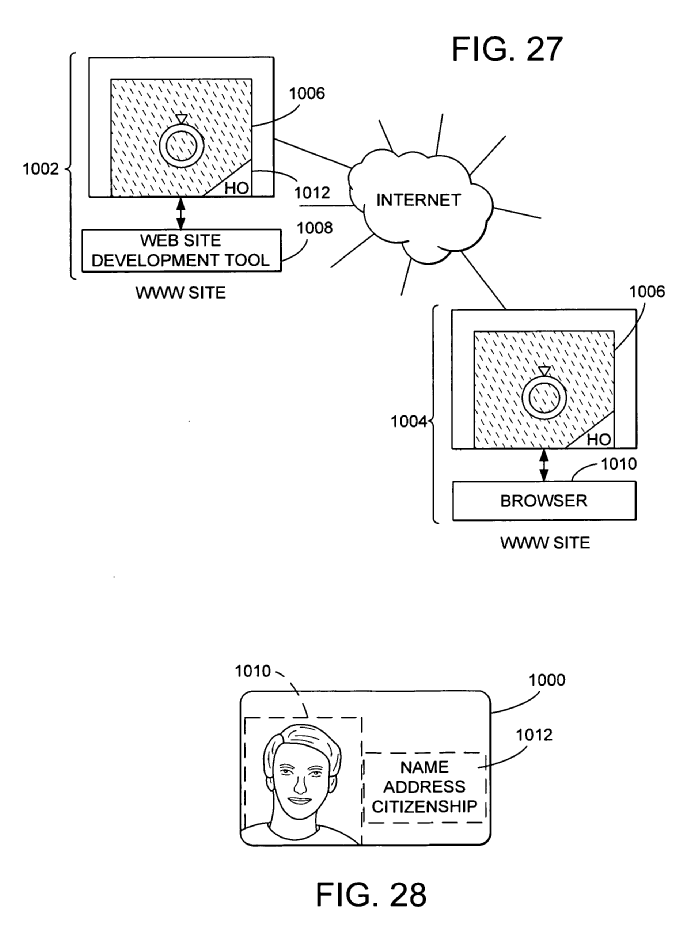 FIG. 27
1006
1002
INTERNET
HO
1012
WEB SITE
DEVELOPMENT TOOL
1008
WWW SITE
1006
1004
HO
1010
BROWSER
WWW SITE
1010
1000
1012
NAME
ADDRESS
CITIZENSHIP
FIG. 28